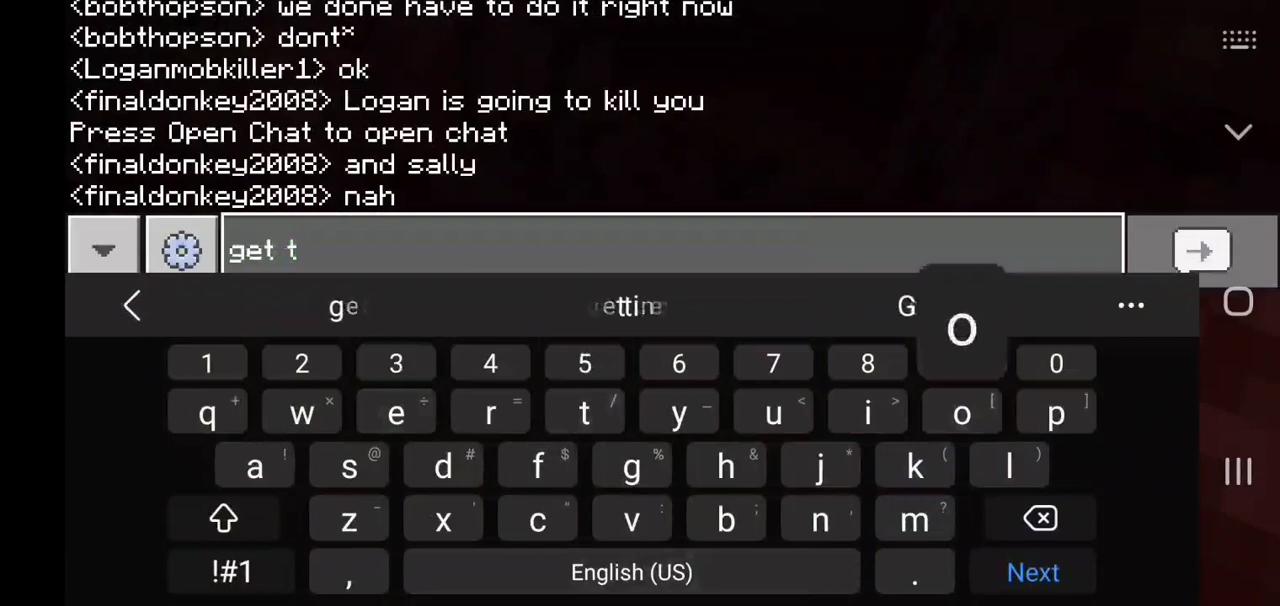 <bobthopson> we done have to do it right now
<bobthopson> dont*
<Loganmobkiller1> ok
<finaldonkey2008> Logan is going to kill you
Press Open Chat to open chat
<finaldonkey2008> and sally
<finaldonkey2008> nah
get t
ge
G
o
1 2 3 4 5 6 7 8 0
q + w × e ÷ r = t / y _ u < i > o [ p ]
a ! s @ d # f $ g % h & j * k ( l )
z - x ' c " v : b ; n , m ?
!#1 , English (US) . Next